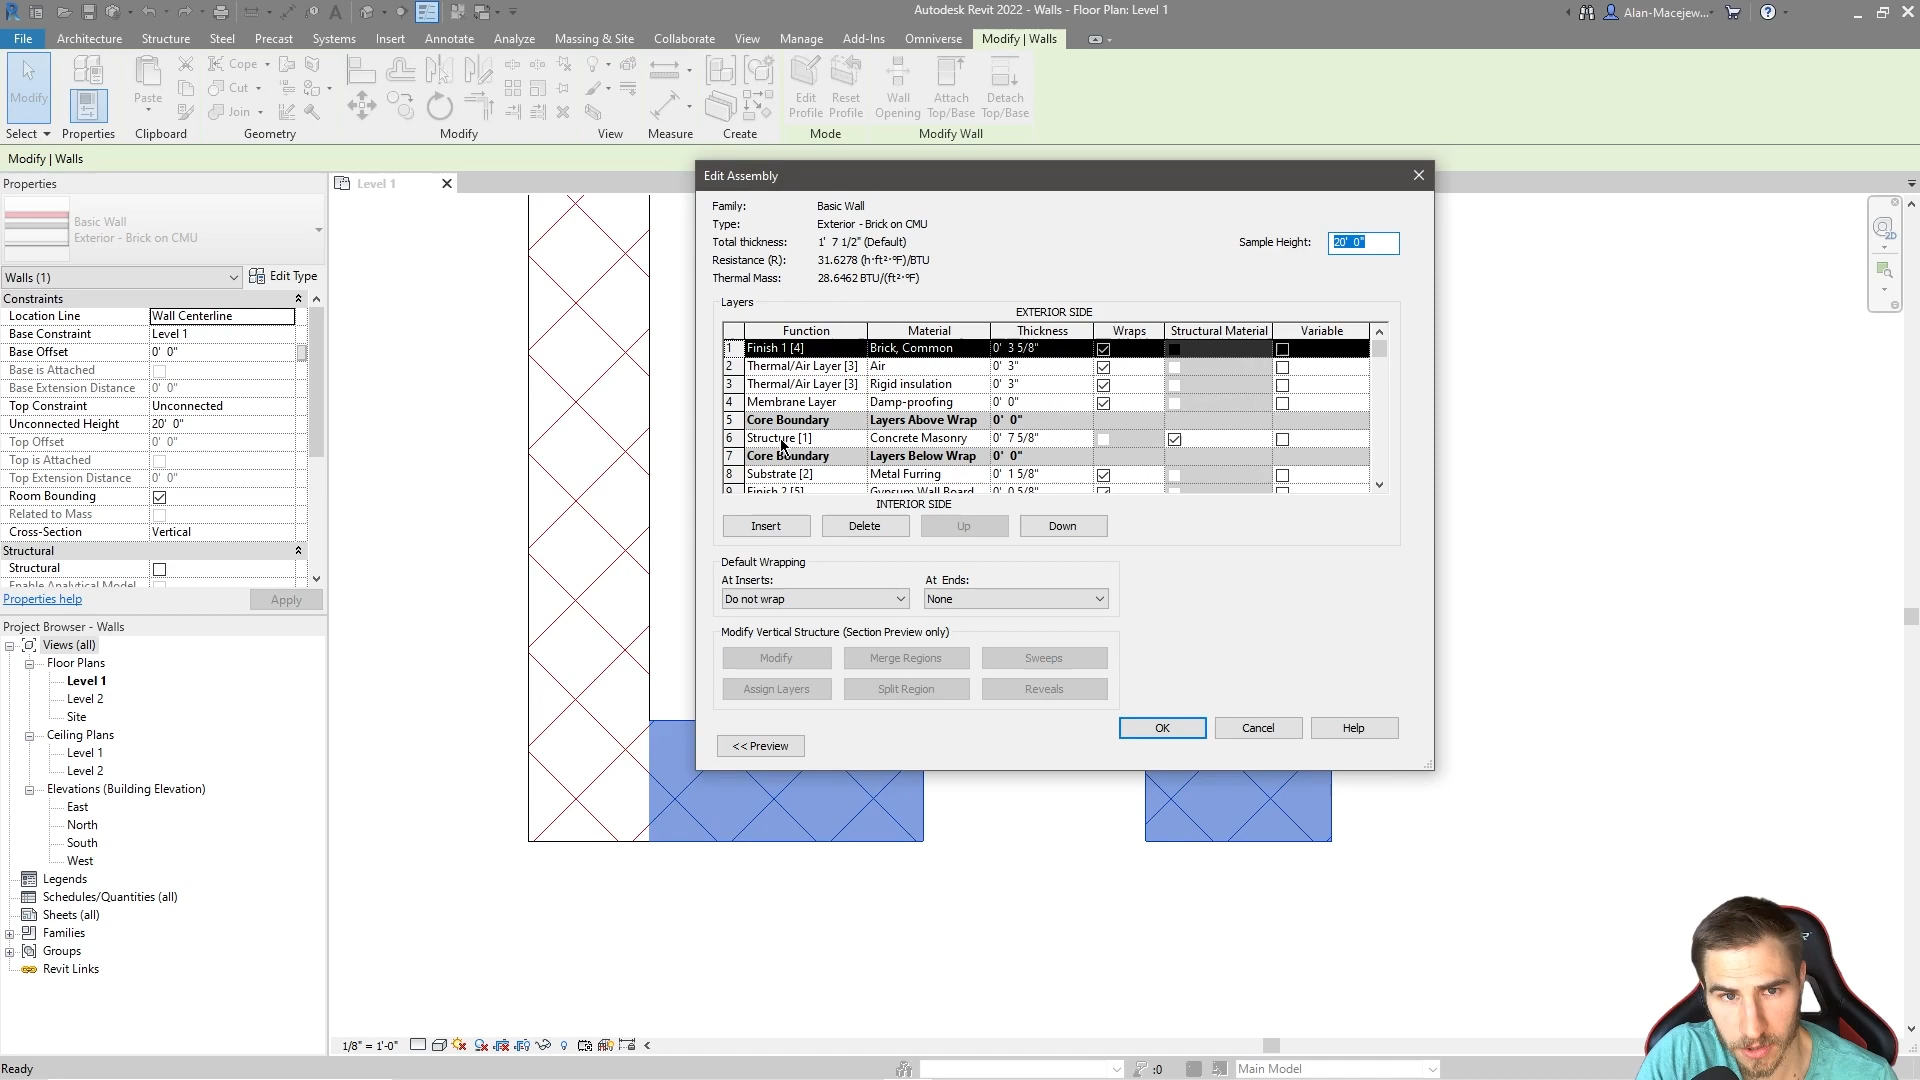 Autodesk Revit 2022 - Walls - Floor Plan: Level 1
Alan-Macejew...
File Architecture Structure Steel Precast Systems Insert Annotate Analyze Massing & Site Collaborate View Manage Add-Ins Omniverse Modify | Walls
Modify
Paste
Cope
Cut
Join
Edit Profile
Reset Profile
Wall Opening
Attach Top/Base
Detach Top/Base
Select Properties Clipboard Geometry Modify View Measure Create Mode Modify Wall
Modify | Walls
Properties
Basic Wall
Exterior - Brick on CMU
Walls (1)
Edit Type
Constraints
Location Line Wall Centerline
Base Constraint Level 1
Base Offset 0' 0"
Base is Attached
Base Extension Distance 0' 0"
Top Constraint Unconnected
Unconnected Height 20' 0"
Top Offset 0' 0"
Top is Attached
Top Extension Distance 0' 0"
Room Bounding
Related to Mass
Cross-Section Vertical
Structural
Structural
Enable Analytical Model
Properties help
Apply
Project Browser - Walls
Views (all)
Floor Plans
Level 1
Level 2
Site
Ceiling Plans
Level 1
Level 2
Elevations (Building Elevation)
East
North
South
West
Legends
Schedules/Quantities (all)
Sheets (all)
Families
Groups
Revit Links
Level 1
2D
Edit Assembly
Family: Basic Wall
Type: Exterior - Brick on CMU
Total thickness: 1' 7 1/2" (Default)
Sample Height: 20' 0"
Resistance (R): 31.6278 (h·ft²·°F)/BTU
Thermal Mass: 28.6462 BTU/(ft²·°F)
Layers
EXTERIOR SIDE
Function Material Thickness Wraps Structural Material Variable
1 Finish 1 [4] Brick, Common 0' 3 5/8"
2 Thermal/Air Layer [3] Air 0' 3"
3 Thermal/Air Layer [3] Rigid insulation 0' 3"
4 Membrane Layer Damp-proofing 0' 0"
5 Core Boundary Layers Above Wrap 0' 0"
6 Structure [1] Concrete Masonry 0' 7 5/8"
7 Core Boundary Layers Below Wrap 0' 0"
8 Substrate [2] Metal Furring 0' 1 5/8"
9 Finish 2 [5] Gypsum Wall Board 0' 0 5/8"
INTERIOR SIDE
Insert Delete Up Down
Default Wrapping
At Inserts: At Ends:
Do not wrap None
Modify Vertical Structure (Section Preview only)
Modify Merge Regions Sweeps
Assign Layers Split Region Reveals
OK Cancel Help
<< Preview
1/8" = 1'-0"
Ready
:0
Main Model